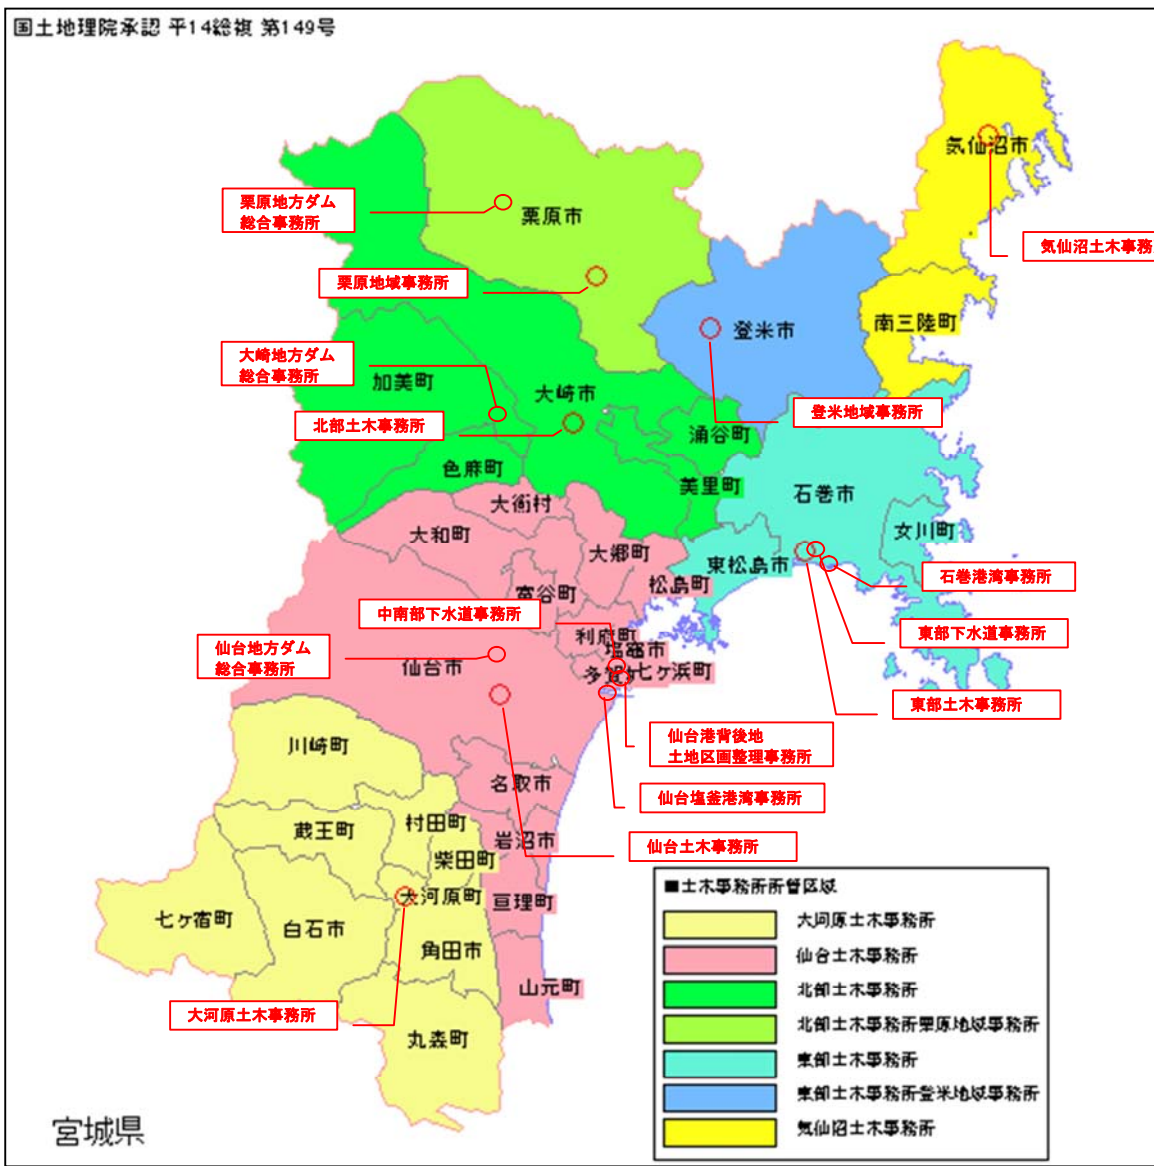 国土地理院承認 平14総複 第149号
気仙沼市
栗原地方ダム
総合事務所
栗原市
気仙沼土木事務
栗原地域事務所
南三陸町
登米市
大崎地方ダム
総合事務所
加美町
大崎市
登米地域事務所
北部土木事務所
涌谷町
色麻町
美里町
石巻市
大衡村
女川町
大和町
大郷町
東松島市
石巻港湾事務所
松島町
富谷町
中南部下水道事務所
利府町
東部下水道事務所
仙台地方ダム
総合事務所
塩竈市
仙台市
七ヶ浜町
東部土木事務所
仙台港背後地
土地区画整理事務所
川崎町
名取市
仙台塩釜港湾事務所
蔵王町
村田町
岩沼市
仙台土木事務所
柴田町
大河原町
亘理町
七ヶ宿町
白石市
角田市
山元町
大河原土木事務所
丸森町
■土木事務所所管区域
大河原土木事務所
仙台土木事務所
北部土木事務所
北部土木事務所栗原地域事務所
東部土木事務所
東部土木事務所登米地域事務所
気仙沼土木事務所
宮城県